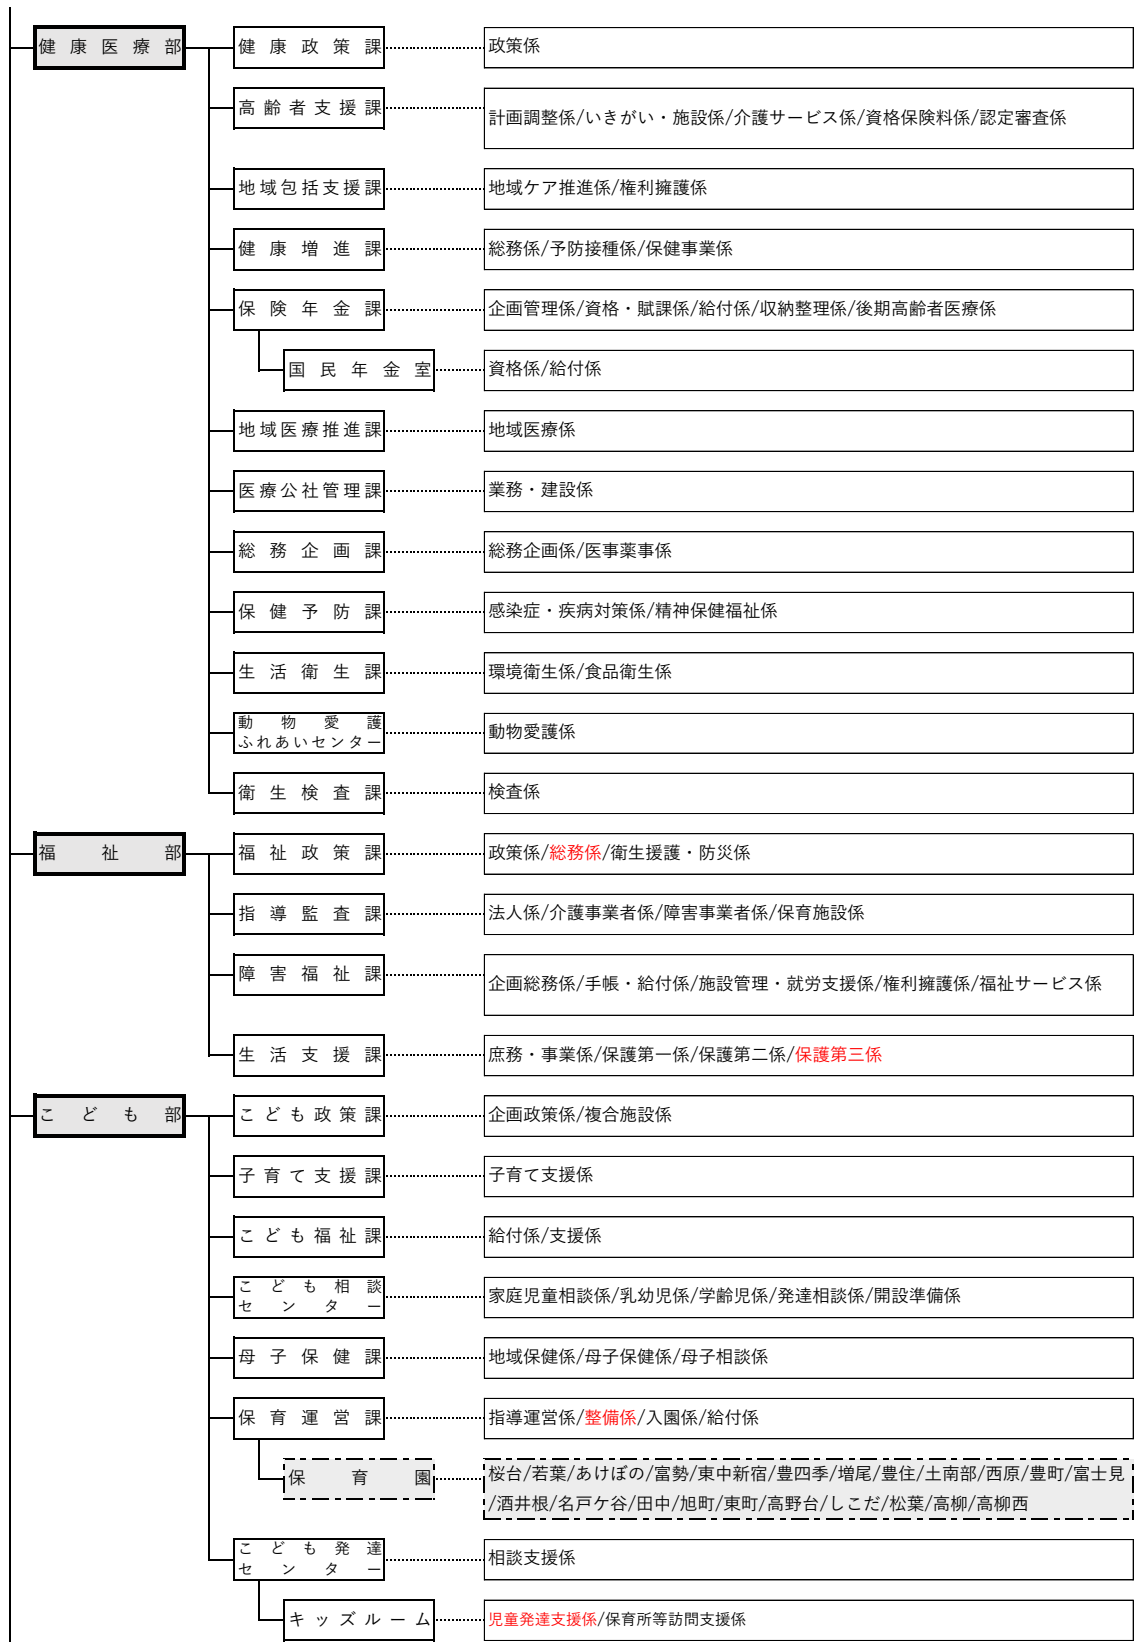 健康医療部
健康政策課
政策係
高齢者支援課
計画調整係/いきがい・施設係/介護サービス係/資格保険料係/認定審査係
地域包括支援課
地域ケア推進係/権利擁護係
健康増進課
総務係/予防接種係/保健事業係
保険年金課
企画管理係/資格・賦課係/給付係/収納整理係/後期高齢者医療係
国民年金室
資格係/給付係
地域医療推進課
地域医療係
医療公社管理課
業務・建設係
総務企画課
総務企画係/医事薬事係
保健予防課
感染症・疾病対策係/精神保健福祉係
生活衛生課
環境衛生係/食品衛生係
動物愛護
ふれあいセンター
動物愛護係
衛生検査課
検査係
福祉部
福祉政策課
政策係/総務係/衛生援護・防災係
指導監査課
法人係/介護事業者係/障害事業者係/保育施設係
障害福祉課
企画総務係/手帳・給付係/施設管理・就労支援係/権利擁護係/福祉サービス係
生活支援課
庶務・事業係/保護第一係/保護第二係/保護第三係
こども部
こども政策課
企画政策係/複合施設係
子育て支援課
子育て支援係
こども福祉課
給付係/支援係
こども相談
センター
家庭児童相談係/乳幼児係/学齢児係/発達相談係/開設準備係
母子保健課
地域保健係/母子保健係/母子相談係
保育運営課
指導運営係/整備係/入園係/給付係
保育園
桜台/若葉/あけぼの/富勢/東中新宿/豊四季/増尾/豊住/土南部/西原/豊町/富士見
/酒井根/名戸ケ谷/田中/旭町/東町/高野台/しこだ/松葉/高柳/高柳西
こども発達
センター
相談支援係
キッズルーム
児童発達支援係/保育所等訪問支援係